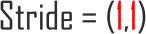 Stride = (1,1)